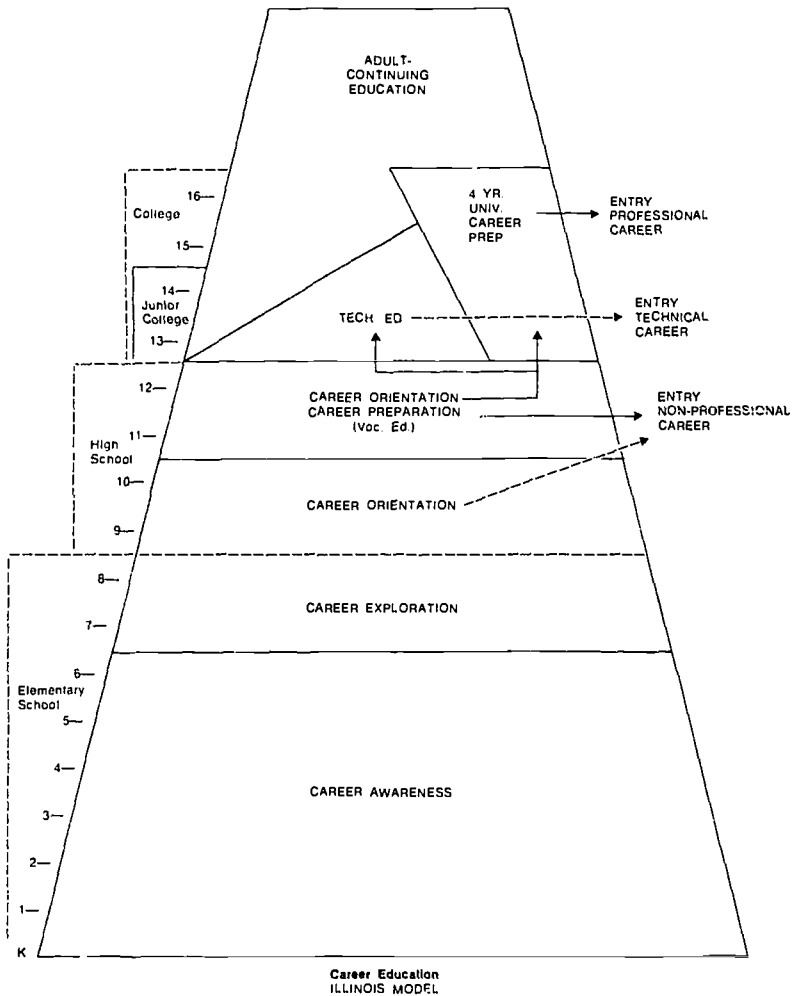 ADULT-
CONTINUING
EDUCATION
16
College
4 YR.
UNIV.
CAREER
PREP
ENTRY
PROFESSIONAL
CAREER
15
14
Junior
College
13
TECH ED
ENTRY
TECHNICAL
CAREER
12
CAREER ORIENTATION
CAREER PREPARATION
(Voc. Ed.)
ENTRY
NON-PROFESSIONAL
CAREER
11
High
School
10
CAREER ORIENTATION
9
8
CAREER EXPLORATION
7
6
Elementary
School
5
4
CAREER AWARENESS
3
2
1
K
Career Education
ILLINOIS MODEL